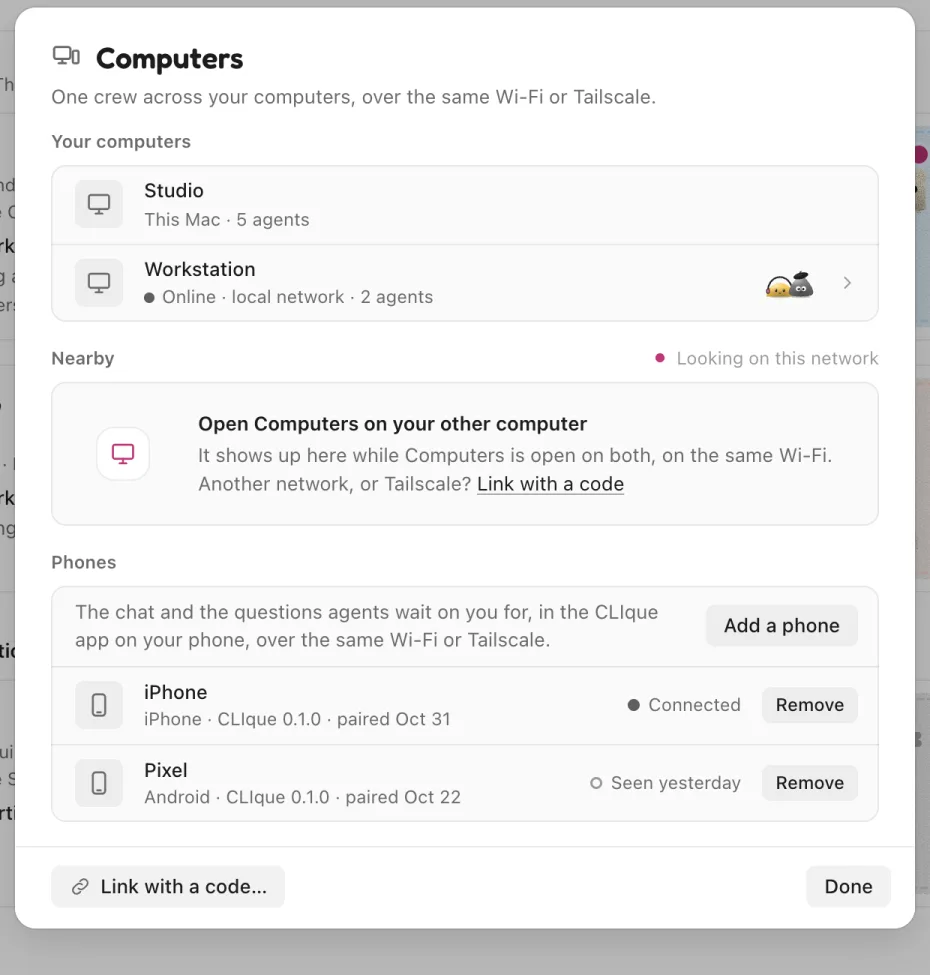 Computers
One crew across your computers, over the same Wi-Fi or Tailscale.
Your computers
Studio
This Mac · 5 agents
Workstation
Online · local network · 2 agents
Nearby
Looking on this network
Open Computers on your other computer
It shows up here while Computers is open on both, on the same Wi-Fi.
Another network, or Tailscale? Link with a code
Phones
The chat and the questions agents wait on you for, in the CLIque
app on your phone, over the same Wi-Fi or Tailscale.
Add a phone
iPhone
iPhone · CLIque 0.1.0 · paired Oct 31
Connected
Remove
Pixel
Android · CLIque 0.1.0 · paired Oct 22
Seen yesterday
Remove
Link with a code...
Done